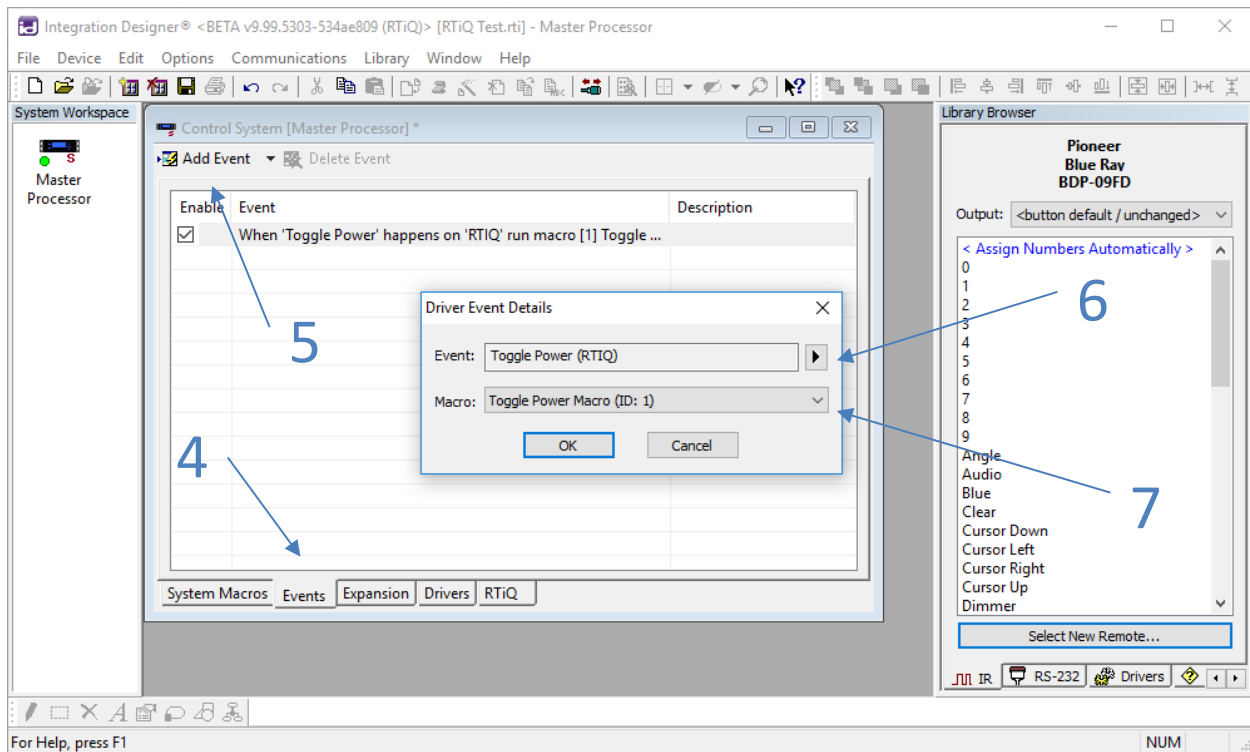 Integration Designer® <BETA v9.99.5303-534ae809 (RTiQ)> [RTiQ Test.rti] - Master Processor
File Device Edit Options Communications Library Window Help
System Workspace
S
Master
Processor
Control System [Master Processor] *
Add Event
Delete Event
Enable Event Description
When 'Toggle Power' happens on 'RTIQ' run macro [1] Toggle ...
5
4
Driver Event Details
Event: Toggle Power (RTIQ)
Macro: Toggle Power Macro (ID: 1)
OK Cancel
6
7
System Macros Events Expansion Drivers RTiQ
Library Browser
Pioneer
Blue Ray
BDP-09FD
Output: <button default / unchanged>
< Assign Numbers Automatically >
0
1
2
3
4
5
6
7
8
9
Angle
Audio
Blue
Clear
Cursor Down
Cursor Left
Cursor Right
Cursor Up
Dimmer
Select New Remote...
IR RS-232 Drivers
For Help, press F1
NUM